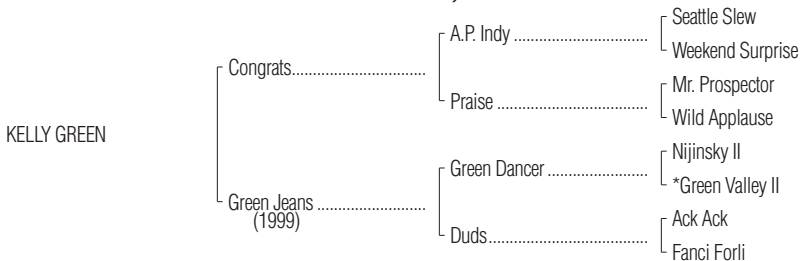 Seattle Slew
A.P. Indy ..................................
Weekend Surprise
Congrats..................................
Mr. Prospector
Praise ......................................
Wild Applause
KELLY GREEN
Nijinsky II
Green Dancer .........................
*Green Valley II
Green Jeans ...........................
(1999)
Ack Ack
Duds........................................
Fanci Forli